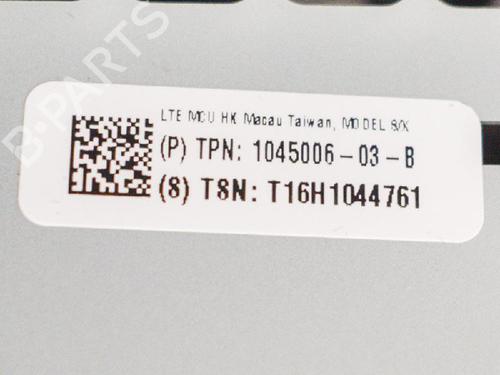 LTE MCU HK Macau Taiwan, MODEL S/X
(P) TPN: 1045006-03-B
(S) TSN: T16H1044761
B-PARTS